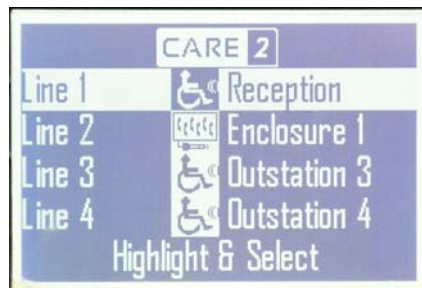 CARE 2
Line 1 Reception
Line 2 Enclosure 1
Line 3 Outstation 3
Line 4 Outstation 4
Highlight & Select